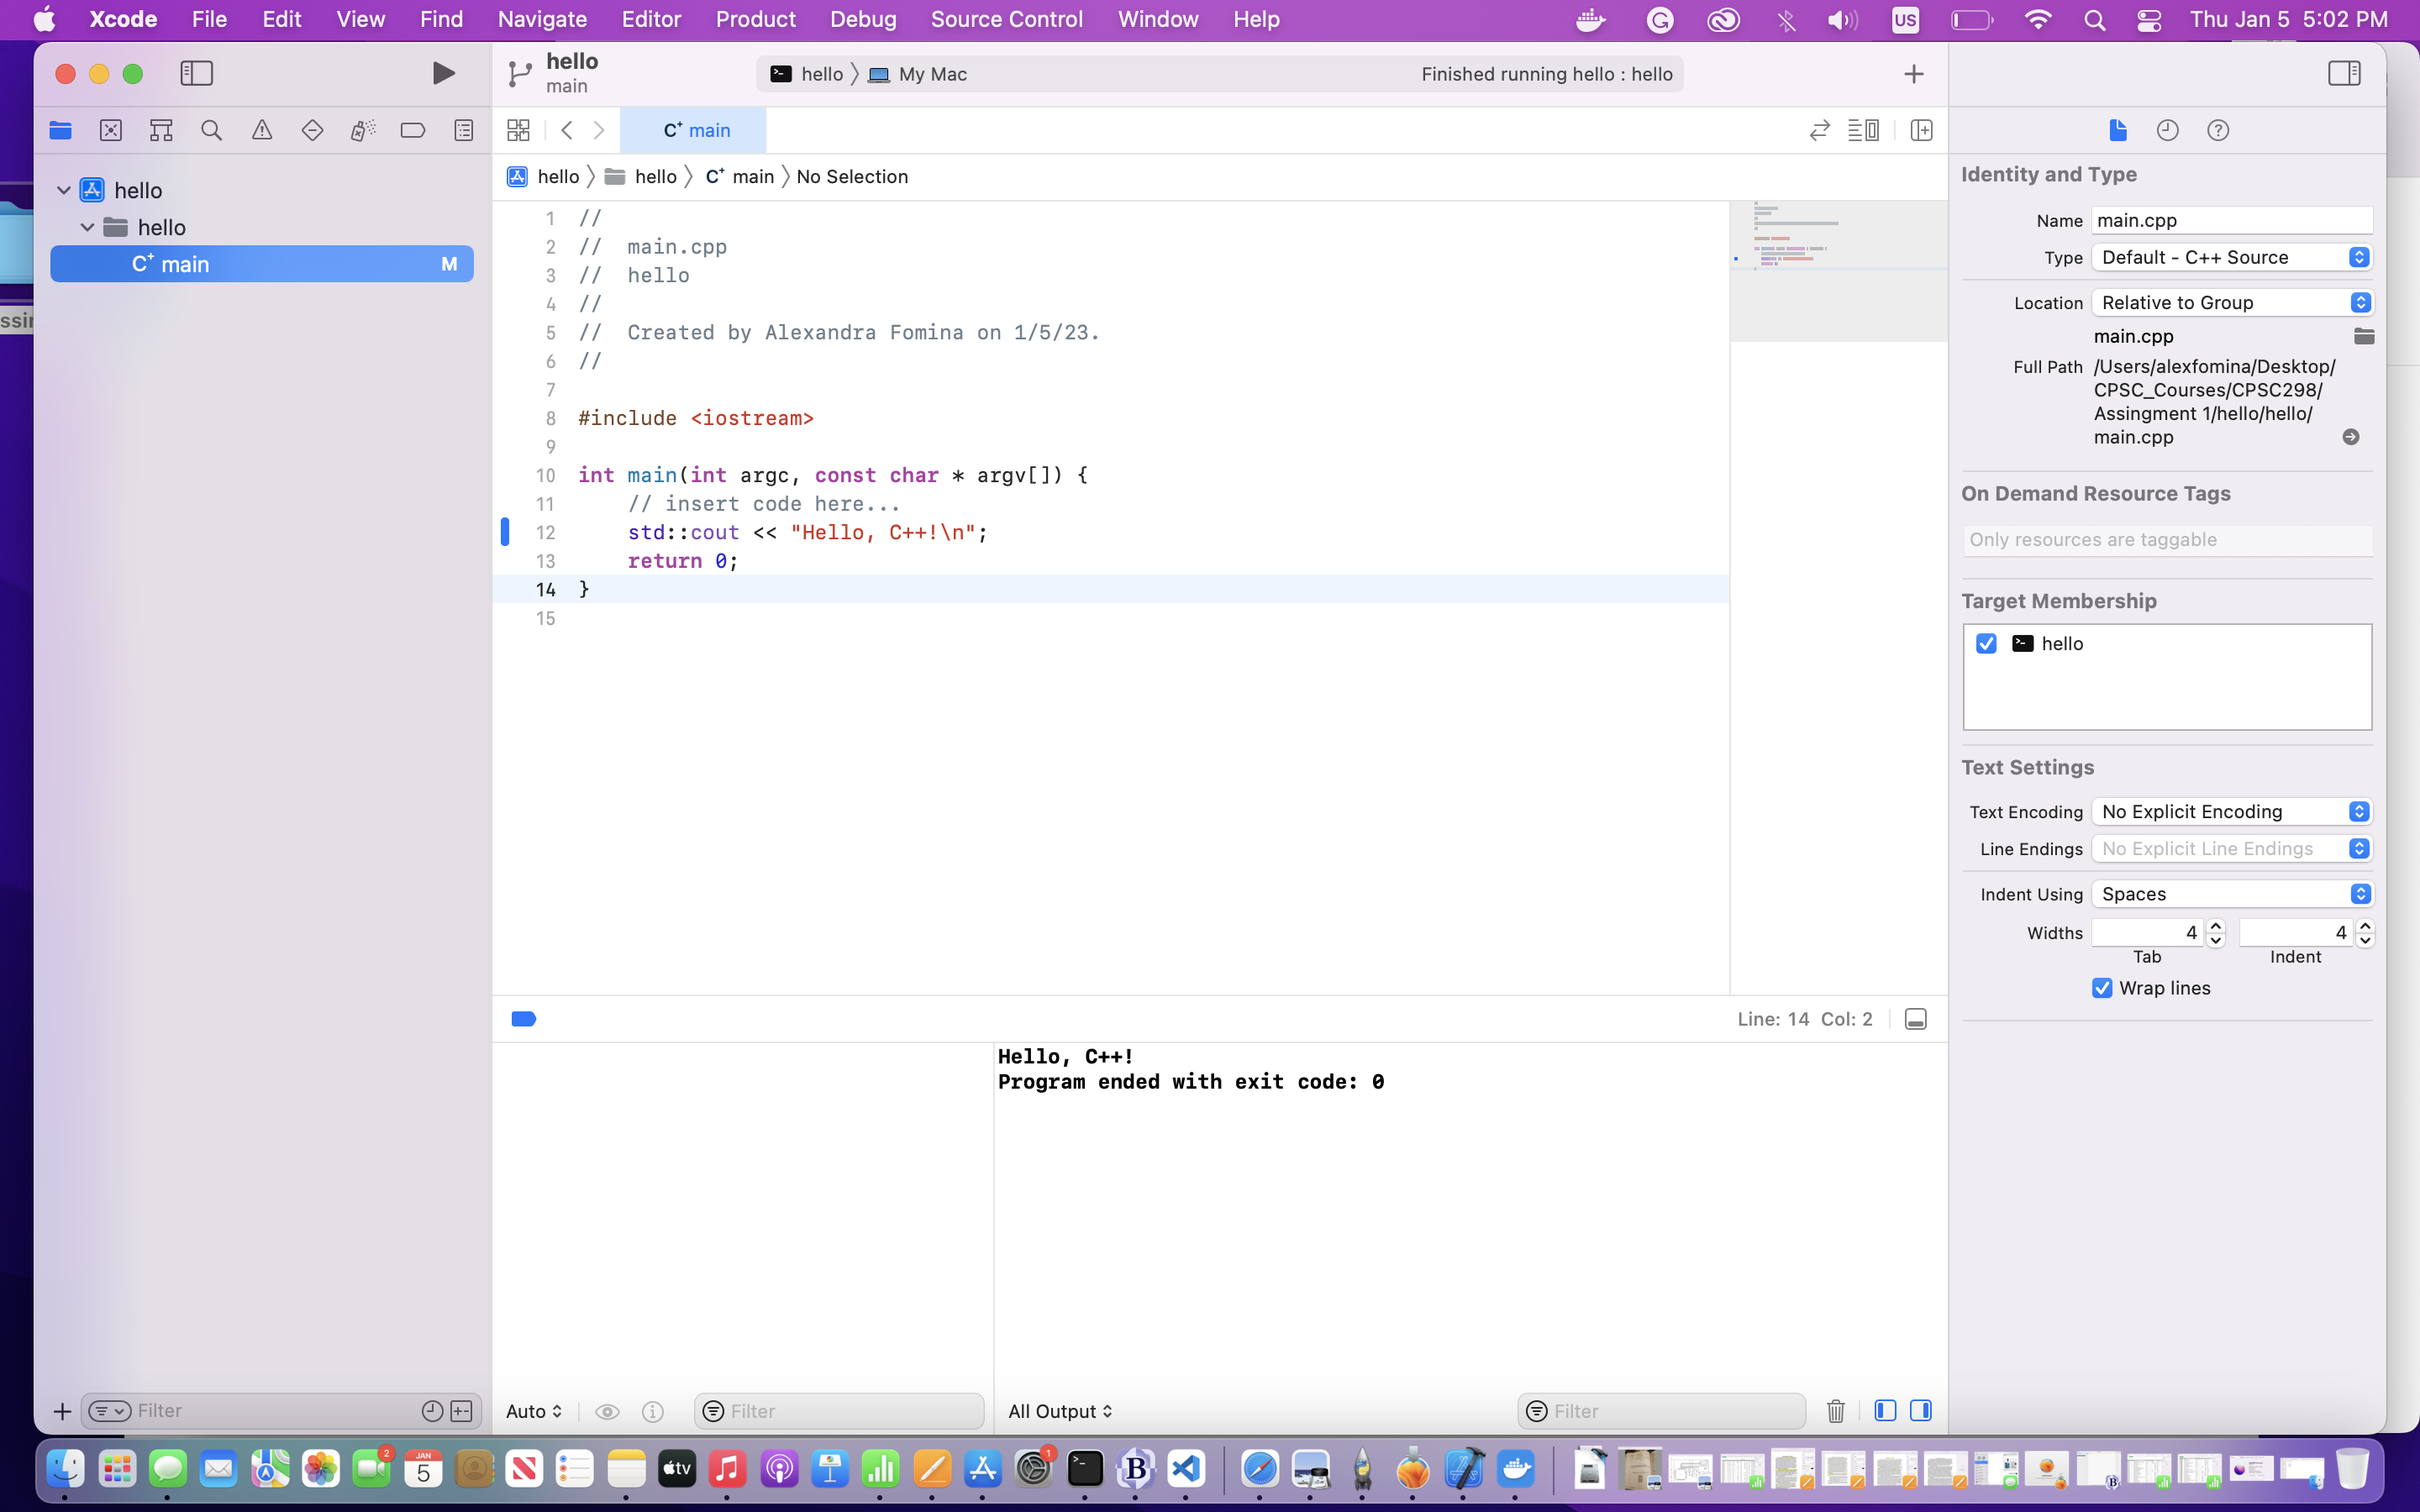 Xcode File Edit View Find Navigate Editor Product Debug Source Control Window Help US Thu Jan 5 5:02 PM
hello
main
hello My Mac Finished running hello : hello
main
hello hello main No Selection
hello
hello
main M
1 //
2 // main.cpp
3 // hello
4 //
5 // Created by Alexandra Fomina on 1/5/23.
6 //
7
8 #include <iostream>
9
10 int main(int argc, const char * argv[]) {
11 // insert code here...
12 std::cout << "Hello, C++!\n";
13 return 0;
14 }
15
Line: 14 Col: 2
Hello, C++!
Program ended with exit code: 0
Filter
Auto Filter
All Output Filter
Identity and Type
Name main.cpp
Type Default - C++ Source
Location Relative to Group
main.cpp
Full Path /Users/alexfomina/Desktop/
CPSC_Courses/CPSC298/
Assingment 1/hello/hello/
main.cpp
On Demand Resource Tags
Only resources are taggable
Target Membership
hello
Text Settings
Text Encoding No Explicit Encoding
Line Endings No Explicit Line Endings
Indent Using Spaces
Widths 4 4
Tab Indent
Wrap lines
ssin
2
JAN
5
tv
1
B